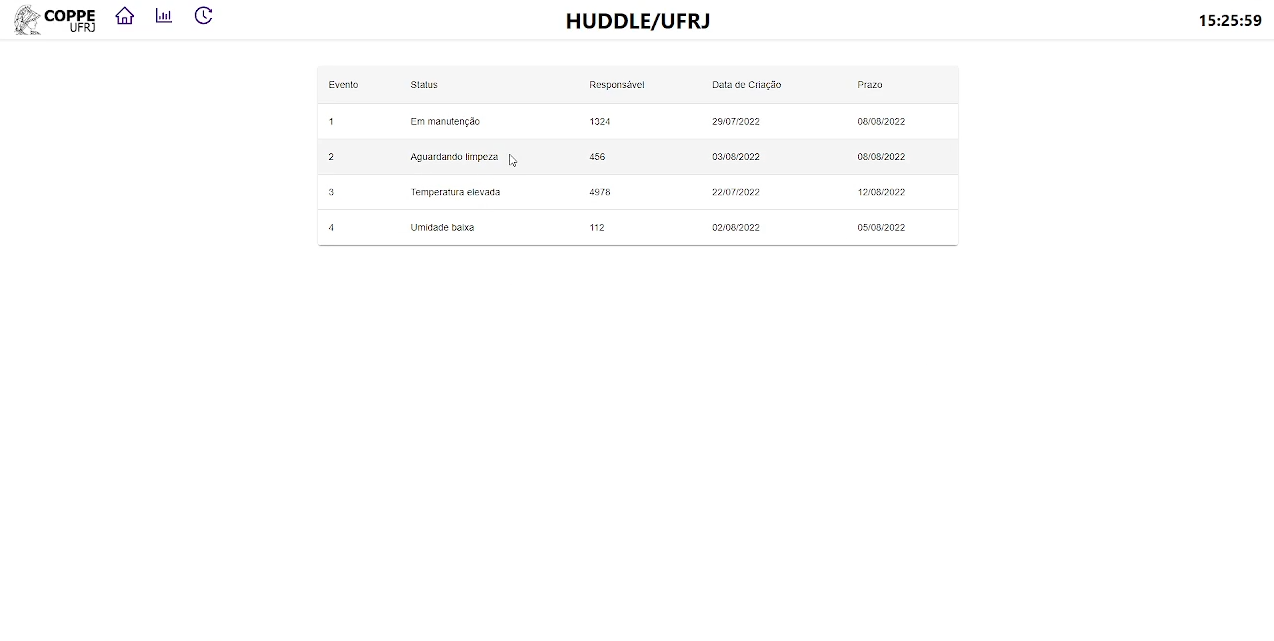 COPPE
UFRJ
HUDDLE/UFRJ
15:25:59
Evento Status Responsável Data de Criação Prazo
1 Em manutenção 1324 29/07/2022 08/08/2022
2 Aguardando limpeza 456 03/08/2022 08/08/2022
3 Temperatura elevada 4978 22/07/2022 12/08/2022
4 Umidade baixa 112 02/08/2022 05/08/2022